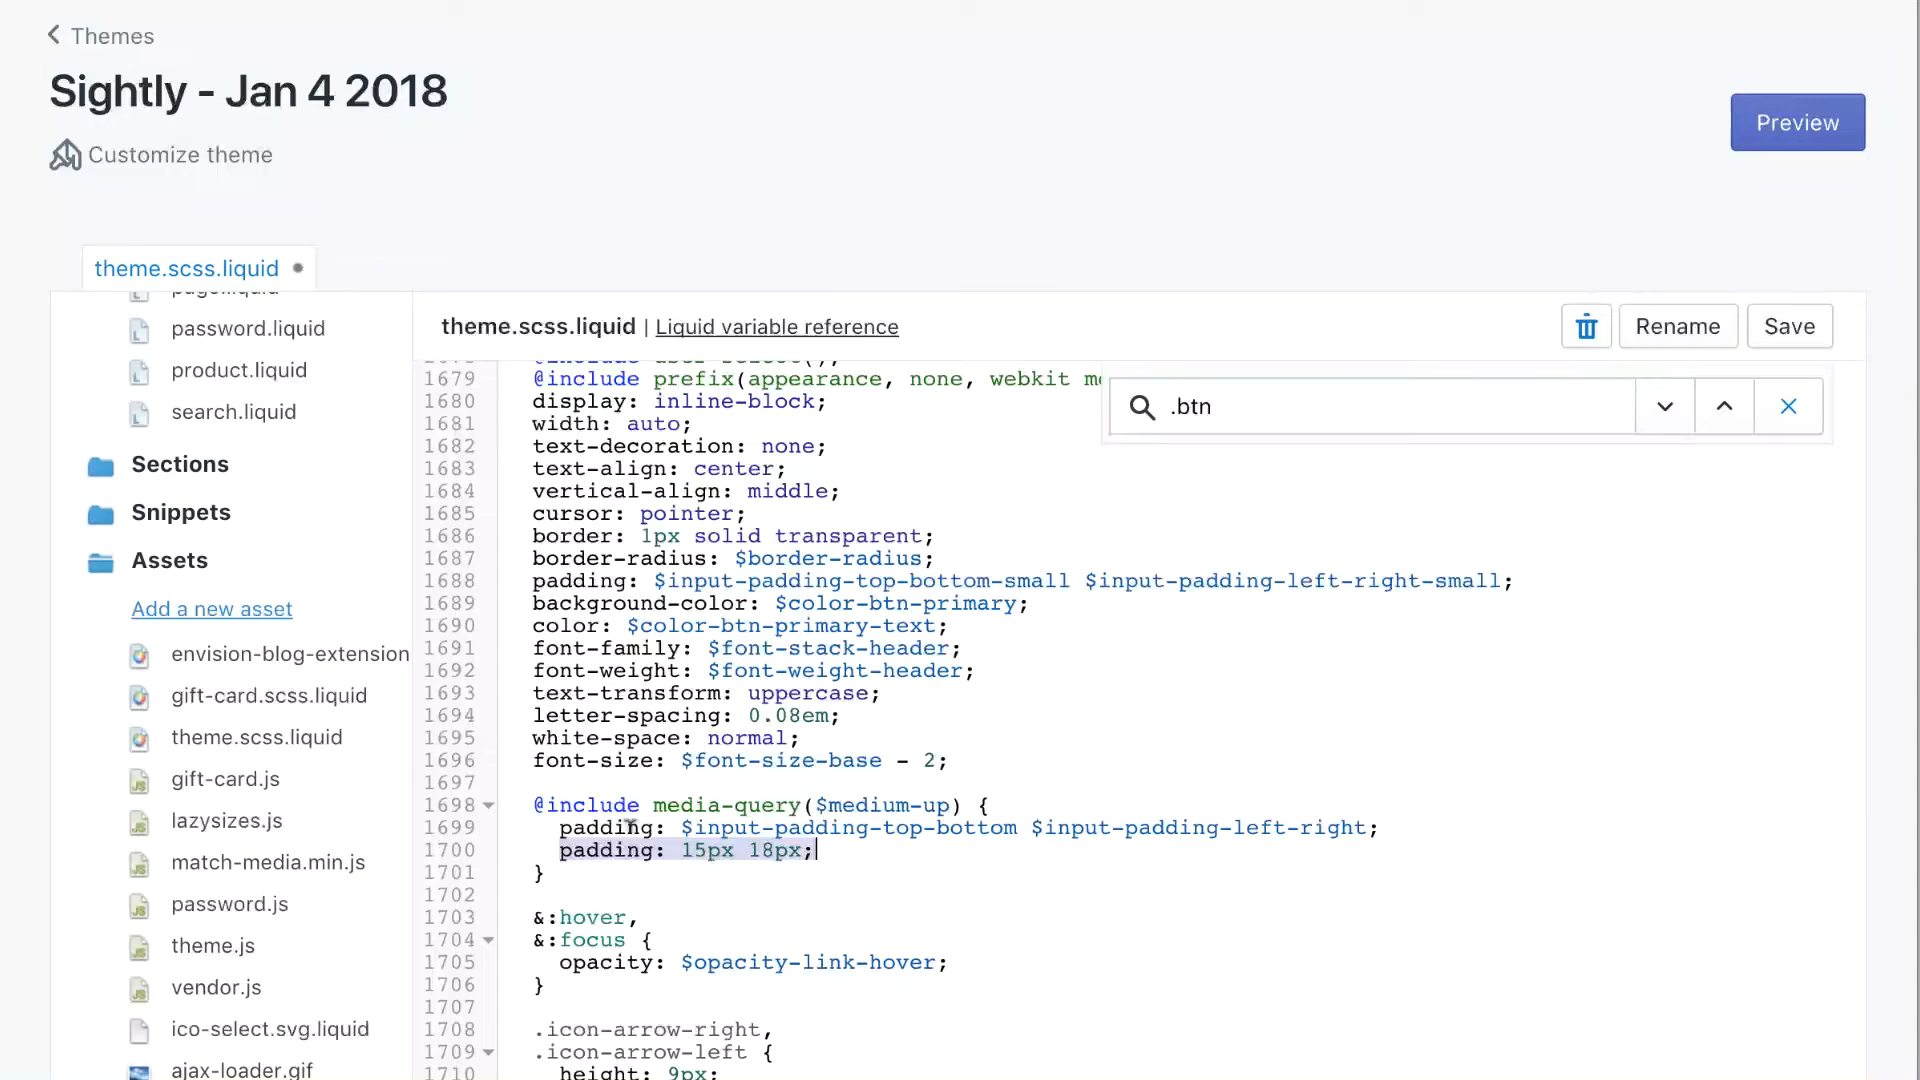 Themes
Sightly - Jan 4 2018
Customize theme
Preview
theme.scss.liquid
password.liquid
product.liquid
search.liquid
Sections
Snippets
Assets
Add a new asset
envision-blog-extension
gift-card.scss.liquid
theme.scss.liquid
gift-card.js
lazysizes.js
match-media.min.js
password.js
theme.js
vendor.js
ico-select.svg.liquid
ajax-loader.gif
theme.scss.liquid | Liquid variable reference
Rename
Save
.btn
1679 @include prefix(appearance, none, webkit
1680 display: inline-block;
1681 width: auto;
1682 text-decoration: none;
1683 text-align: center;
1684 vertical-align: middle;
1685 cursor: pointer;
1686 border: 1px solid transparent;
1687 border-radius: $border-radius;
1688 padding: $input-padding-top-bottom-small $input-padding-left-right-small;
1689 background-color: $color-btn-primary;
1690 color: $color-btn-primary-text;
1691 font-family: $font-stack-header;
1692 font-weight: $font-weight-header;
1693 text-transform: uppercase;
1694 letter-spacing: 0.08em;
1695 white-space: normal;
1696 font-size: $font-size-base - 2;
1697
1698 @include media-query($medium-up) {
1699 padding: $input-padding-top-bottom $input-padding-left-right;
1700 padding: 15px 18px;
1701 }
1702
1703 &:hover,
1704 &:focus {
1705 opacity: $opacity-link-hover;
1706 }
1707
1708 .icon-arrow-right,
1709 .icon-arrow-left {
1710 height: 9px;